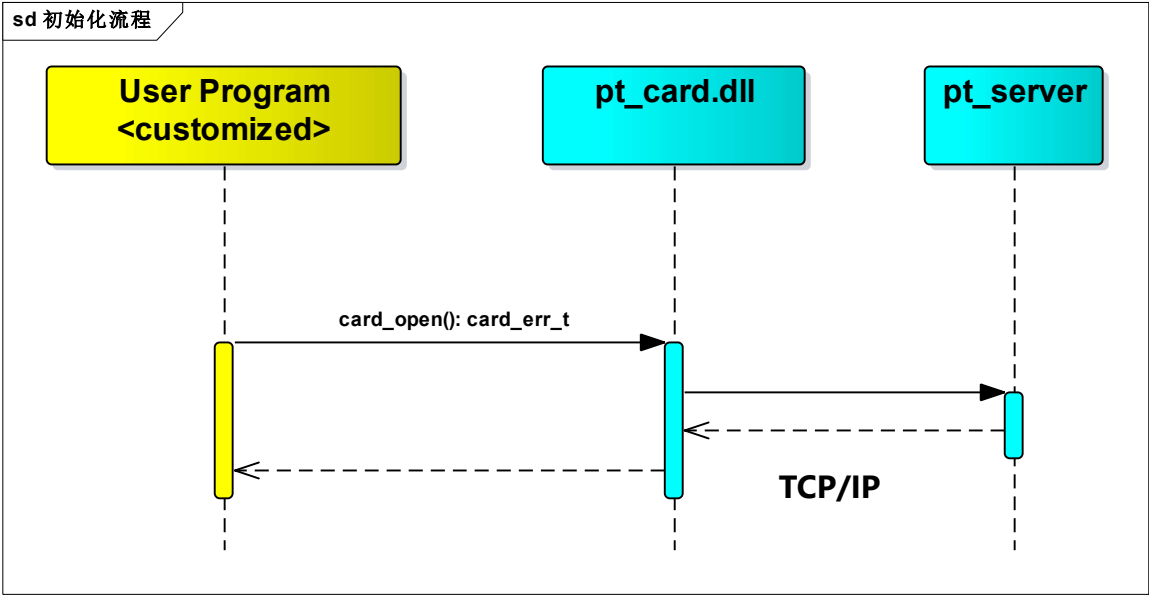 sd 初始化流程
User Program
<customized>
pt_card.dll
pt_server
card_open(): card_err_t
TCP/IP